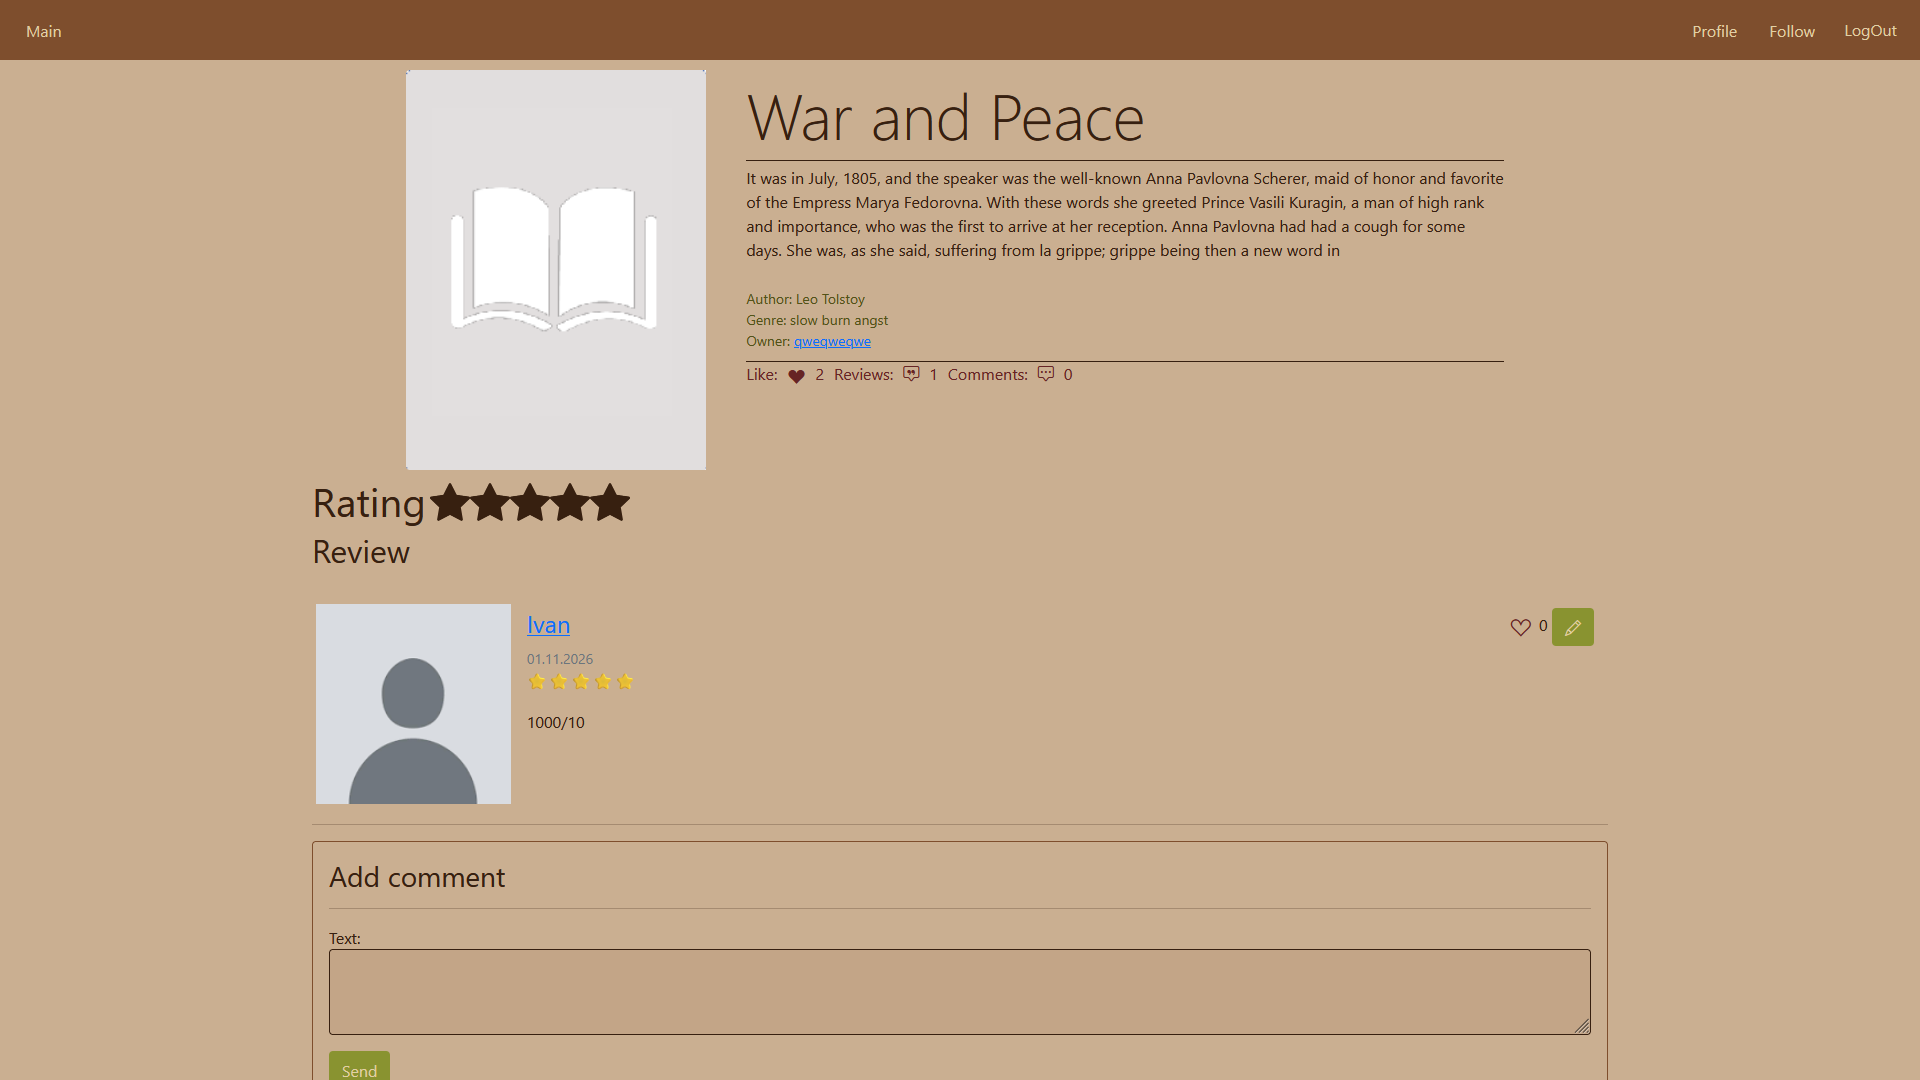 Main
Profile
Follow
LogOut
War and Peace
It was in July, 1805, and the speaker was the well-known Anna Pavlovna Scherer, maid of honor and favorite
of the Empress Marya Fedorovna. With these words she greeted Prince Vasili Kuragin, a man of high rank
and importance, who was the first to arrive at her reception. Anna Pavlovna had had a cough for some
days. She was, as she said, suffering from la grippe; grippe being then a new word in
Author: Leo Tolstoy
Genre: slow burn angst
Owner: qweqweqwe
Like: 2 Reviews: 1 Comments: 0
Rating
Review
Ivan
0
01.11.2026
1000/10
Add comment
Text:
Send